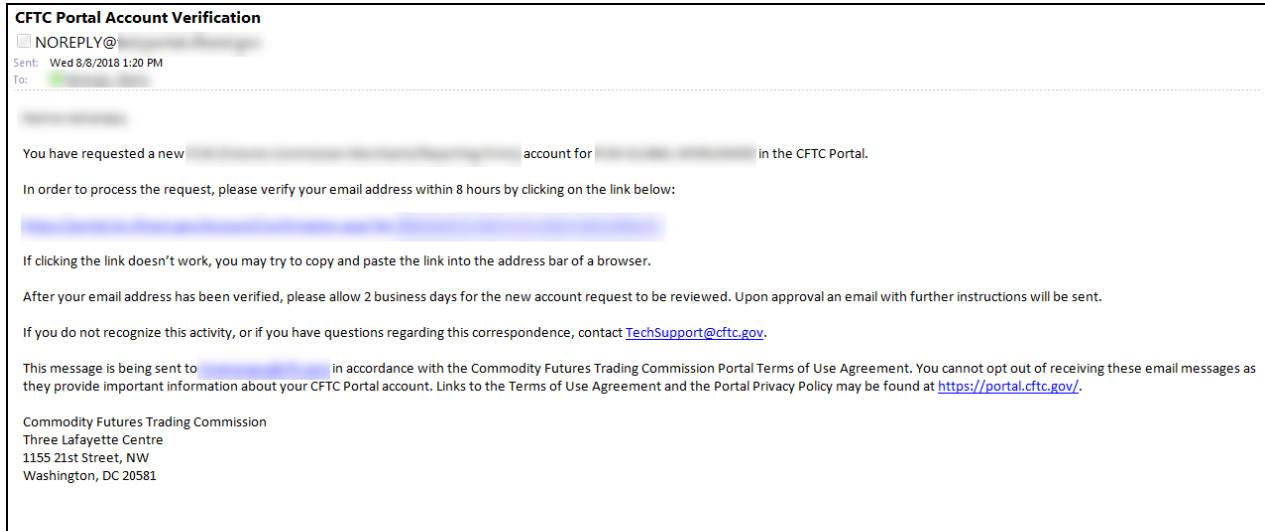 CFTC Portal Account Verification
NOREPLY@
Sent: Wed 8/8/2018 1:20 PM
To:
You have requested a new account for in the CFTC Portal.
In order to process the request, please verify your email address within 8 hours by clicking on the link below:
If clicking the link doesn't work, you may try to copy and paste the link into the address bar of a browser.
After your email address has been verified, please allow 2 business days for the new account request to be reviewed. Upon approval an email with further instructions will be sent.
If you do not recognize this activity, or if you have questions regarding this correspondence, contact TechSupport@cftc.gov.
This message is being sent to in accordance with the Commodity Futures Trading Commission Portal Terms of Use Agreement. You cannot opt out of receiving these email messages as
they provide important information about your CFTC Portal account. Links to the Terms of Use Agreement and the Portal Privacy Policy may be found at https://portal.cftc.gov/.
Commodity Futures Trading Commission
Three Lafayette Centre
1155 21st Street, NW
Washington, DC 20581